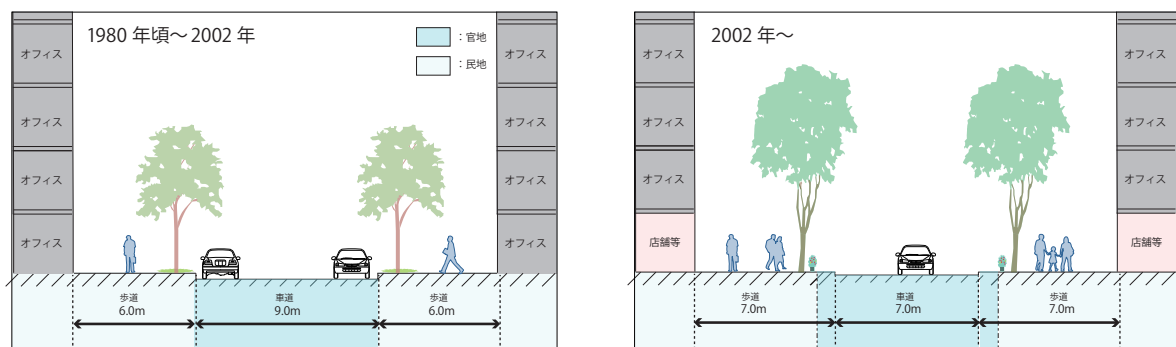 1980 年頃～ 2002 年
：官地
：民地
オフィス
オフィス
オフィス
オフィス
オフィス
オフィス
オフィス
オフィス
歩道
6.0m
車道
9.0m
歩道
6.0m
2002 年～
オフィス
オフィス
オフィス
店舗等
オフィス
オフィス
オフィス
店舗等
歩道
7.0m
車道
7.0m
歩道
7.0m